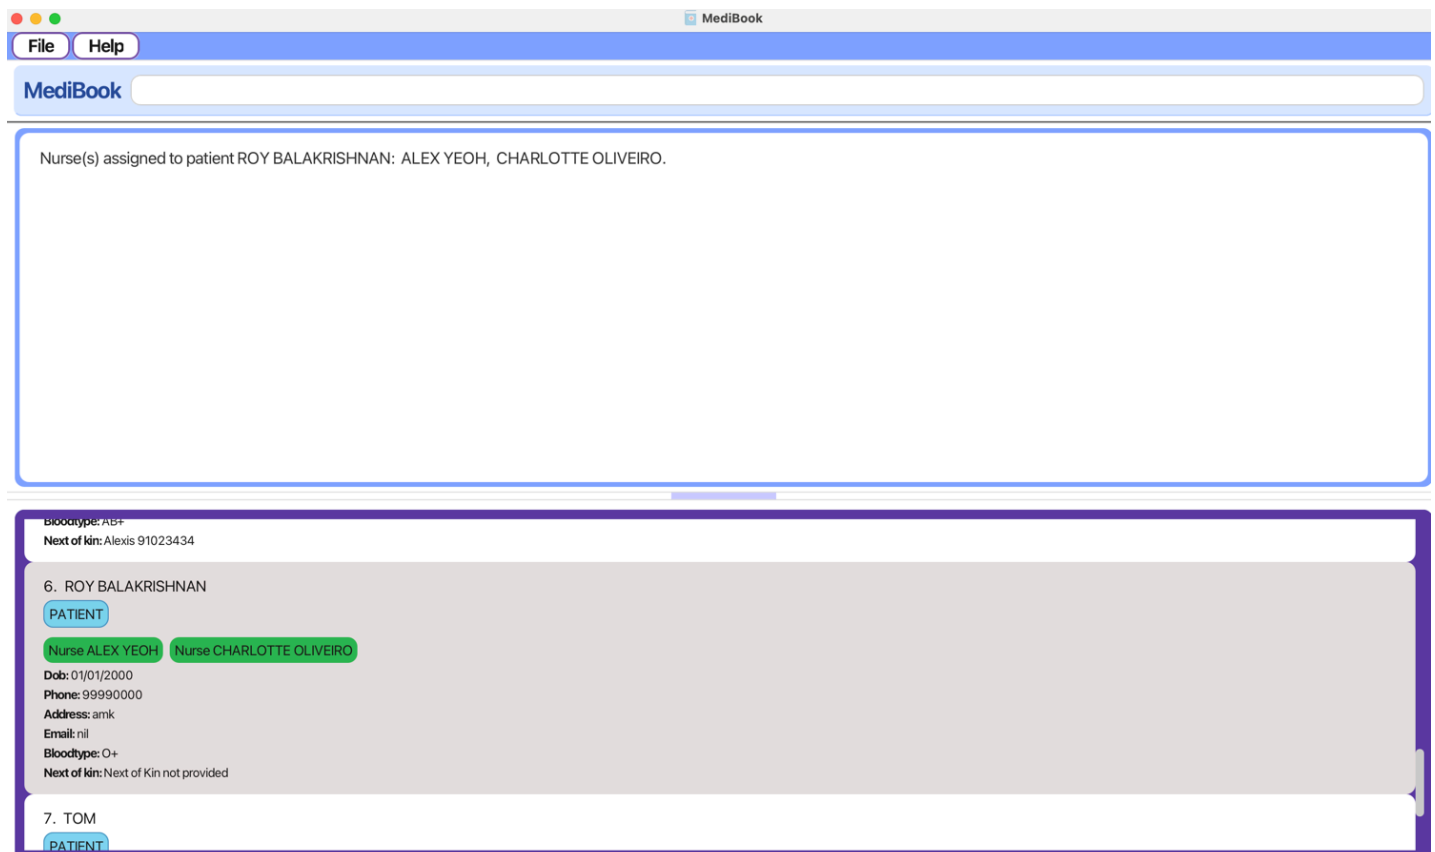 MediBook
File Help
MediBook
Nurse(s) assigned to patient ROY BALAKRISHNAN: ALEX YEOH, CHARLOTTE OLIVEIRO.
Bloodtype: AB+
Next of kin: Alexis 91023434
6. ROY BALAKRISHNAN
PATIENT
Nurse ALEX YEOH Nurse CHARLOTTE OLIVEIRO
Dob: 01/01/2000
Phone: 99990000
Address: amk
Email: nil
Bloodtype: O+
Next of kin: Next of Kin not provided
7. TOM
PATIENT